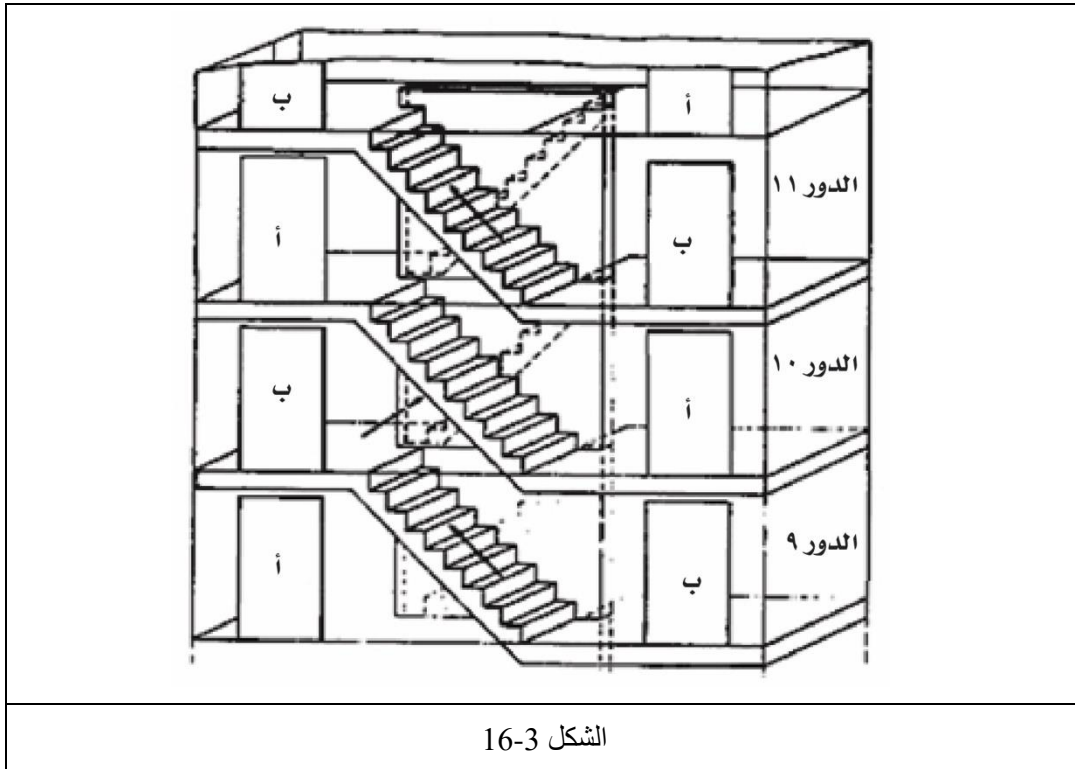 ب أ
الدور ١١
أ ب
الدور ١٠
ب أ
الدور ٩
أ ب
الشكل 3-16